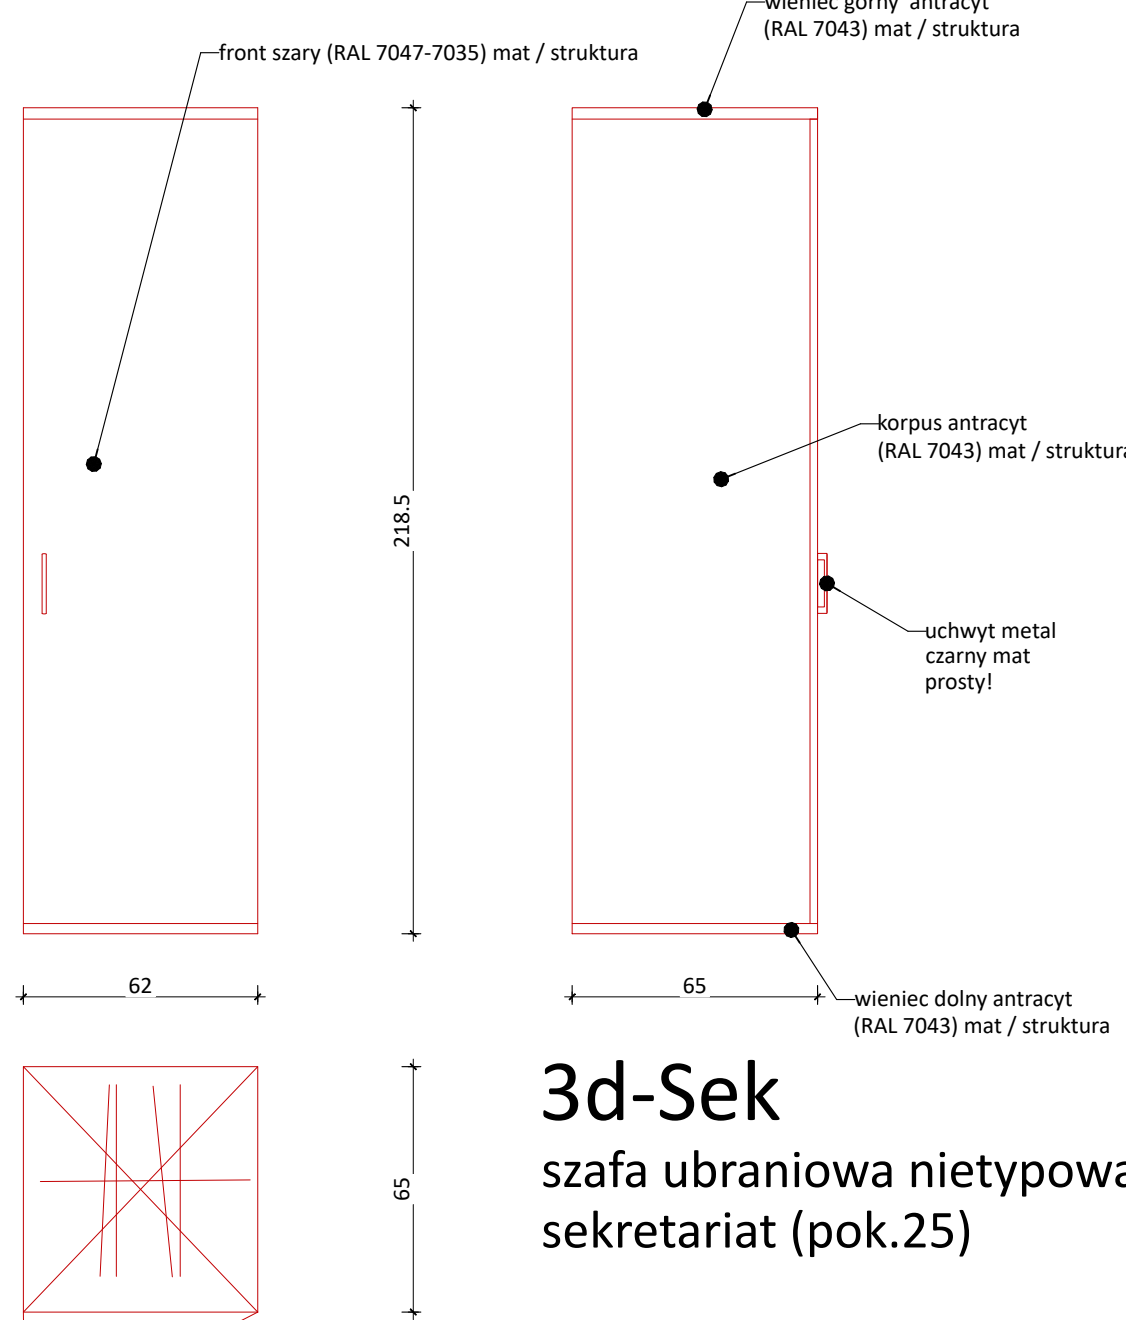 wieniec górny antracyt
(RAL 7043) mat / struktura
front szary (RAL 7047-7035) mat / struktura
korpus antracyt
(RAL 7043) mat / struktura
218.5
uchwyt metal
czarny mat
prosty!
62
65
wieniec dolny antracyt
(RAL 7043) mat / struktura
65
3d-Sek
szafa ubraniowa nietypowa
sekretariat (pok.25)